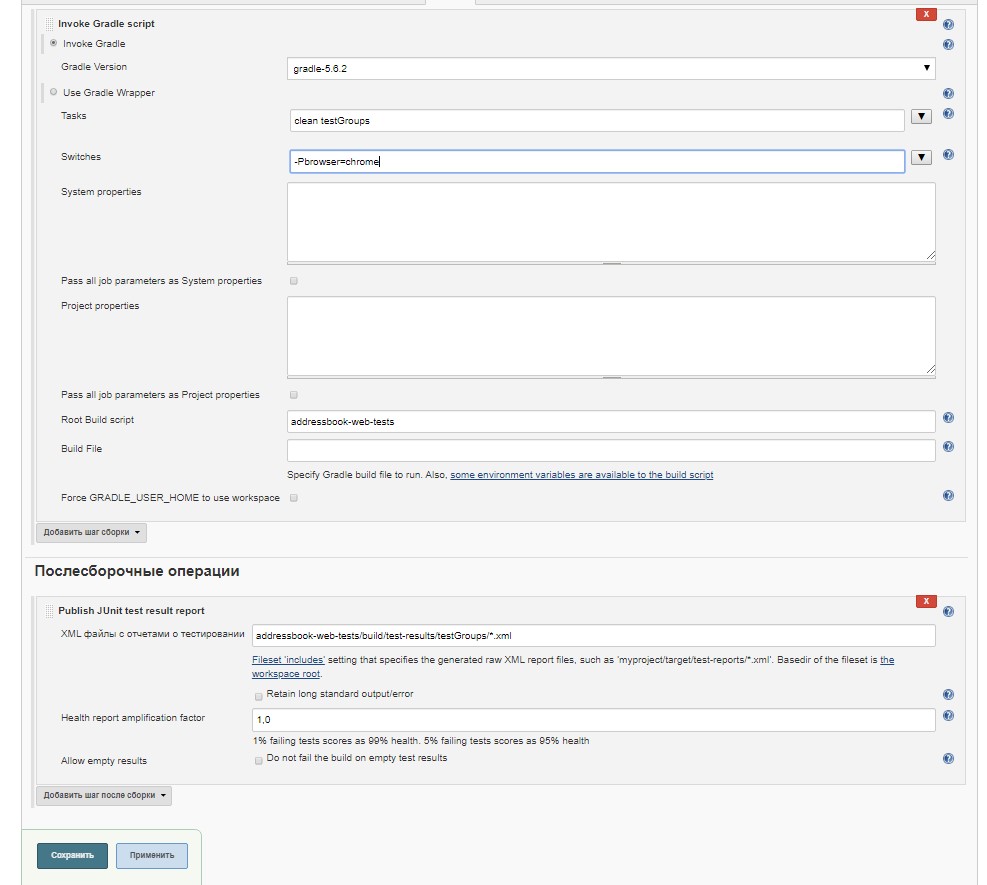 Invoke Gradle script
X
Invoke Gradle
Gradle Version
gradle-5.6.2
Use Gradle Wrapper
Tasks
clean testGroups
Switches
-Pbrowser=chrome
System properties
Pass all job parameters as System properties
Project properties
Pass all job parameters as Project properties
Root Build script
addressbook-web-tests
Build File
Specify Gradle build file to run. Also, some environment variables are available to the build script
Force GRADLE_USER_HOME to use workspace
Добавить шаг сборки
Послесборочные операции
X
Publish JUnit test result report
XML файлы с отчетами о тестировании
addressbook-web-tests/build/test-results/testGroups/*.xml
Fileset 'includes' setting that specifies the generated raw XML report files, such as 'myproject/target/test-reports/*.xml'. Basedir of the fileset is the
workspace root.
Retain long standard output/error
Health report amplification factor
1,0
1% failing tests scores as 99% health. 5% failing tests scores as 95% health
Allow empty results
Do not fail the build on empty test results
Добавить шаг после сборки
Сохранить
Применить